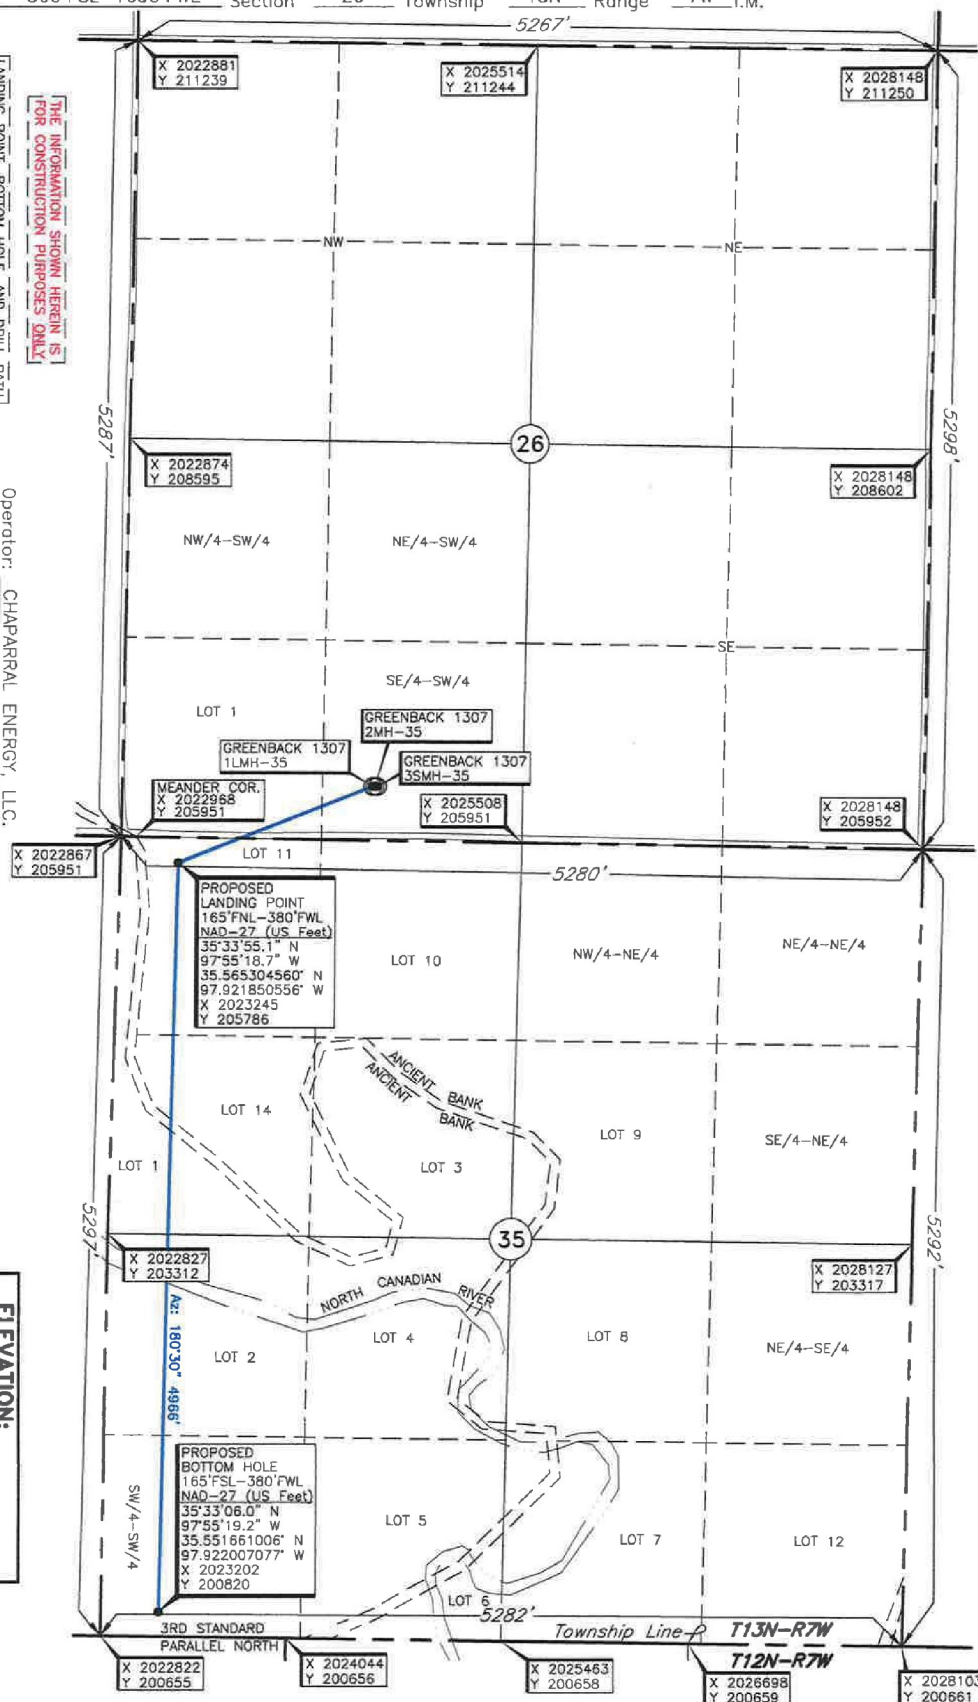 Section
Township
Range
I.M.
5267'
X 2022881
Y 211239
X 2025514
Y 211244
X 2028148
Y 211250
THE INFORMATION SHOWN HEREIN IS
FOR CONSTRUCTION PURPOSES ONLY
LANDING POINT, BOTTOM HOLE AND DRILL PATH
Operator: CHAPARRAL ENERGY, LLC.
NW
NE
5287'
5298'
26
X 2022874
Y 208595
X 2028148
Y 208602
NW/4-SW/4
NE/4-SW/4
SE
SE/4-SW/4
LOT 1
GREENBACK 1307
2MH-35
GREENBACK 1307
1LMH-35
GREENBACK 1307
3SMH-35
MEANDER COR.
X 2022968
Y 205951
X 2025508
Y 205951
X 2028148
Y 205952
X 2022867
Y 205951
LOT 11
5280'
PROPOSED
LANDING POINT
165'FNL-380'FWL
NAD-27 (US Feet)
35°33'55.1" N
97°55'18.7" W
35.565304560° N
97.921850556° W
X 2023245
Y 205786
LOT 10
NW/4-NE/4
NE/4-NE/4
ANCIENT BANK
ANCIENT BANK
LOT 14
LOT 9
SE/4-NE/4
LOT 1
LOT 3
5297'
5292'
35
X 2022827
Y 203312
X 2028127
Y 203317
NORTH CANADIAN RIVER
Az: 180°30" 4966'
LOT 2
LOT 4
LOT 8
NE/4-SE/4
ELEVATION:
PROPOSED
BOTTOM HOLE
165'FSL-380'FWL
NAD-27 (US Feet)
35°33'06.0" N
97°55'19.2" W
35.551661006° N
97.922007077° W
X 2023202
Y 200820
SW/4-SW/4
LOT 5
LOT 7
LOT 12
LOT 6
5282'
3RD STANDARD
PARALLEL NORTH
Township Line
T13N-R7W
T12N-R7W
X 2022822
Y 200655
X 2024044
Y 200656
X 2025463
Y 200658
X 2026698
Y 200659
X 2028103
Y 200661